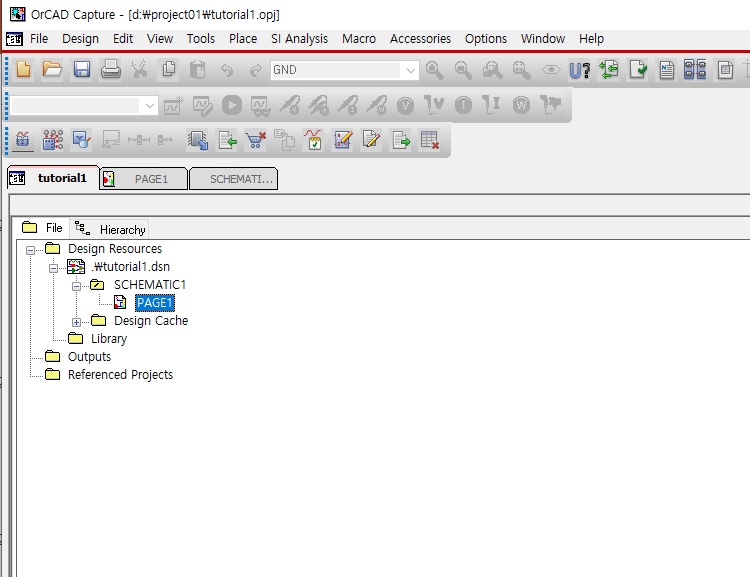 OrCAD Capture - [d:₩project01₩tutorial1.opj]
File Design Edit View Tools Place SI Analysis Macro Accessories Options Window Help
GND
U?
V I W
tutorial1 PAGE1 SCHEMATI...
File Hierarchy
Design Resources
.₩tutorial1.dsn
SCHEMATIC1
PAGE1
Design Cache
Library
Outputs
Referenced Projects